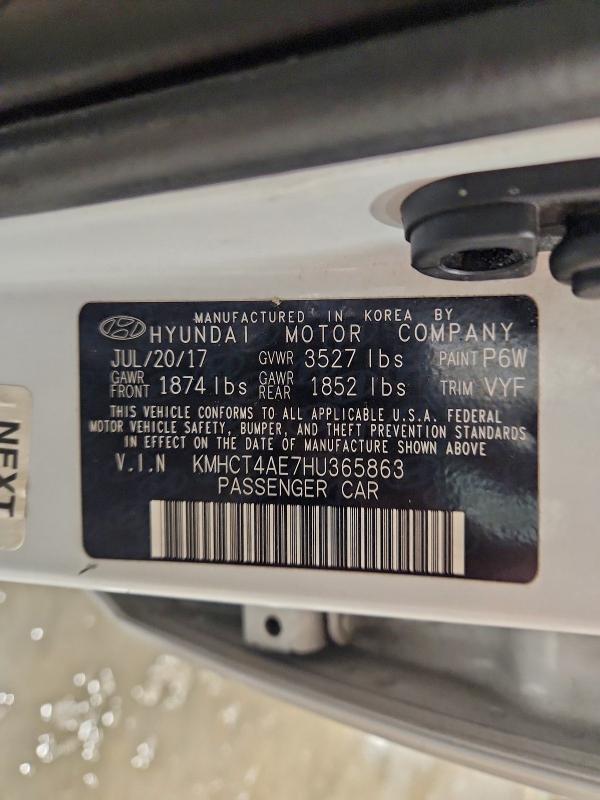 MANUFACTURED IN KOREA BY
HYUNDAI MOTOR COMPANY
JUL/20/17 GVWR 3527 lbs PAINT P6W
GAWR FRONT 1874 lbs GAWR REAR 1852 lbs TRIM VYF
THIS VEHICLE CONFORMS TO ALL APPLICABLE U.S.A. FEDERAL
MOTOR VEHICLE SAFETY, BUMPER, AND THEFT PREVENTION STANDARDS
IN EFFECT ON THE DATE OF MANUFACTURE SHOWN ABOVE
V.I.N KMHCT4AE7HU365863
PASSENGER CAR
NEXT